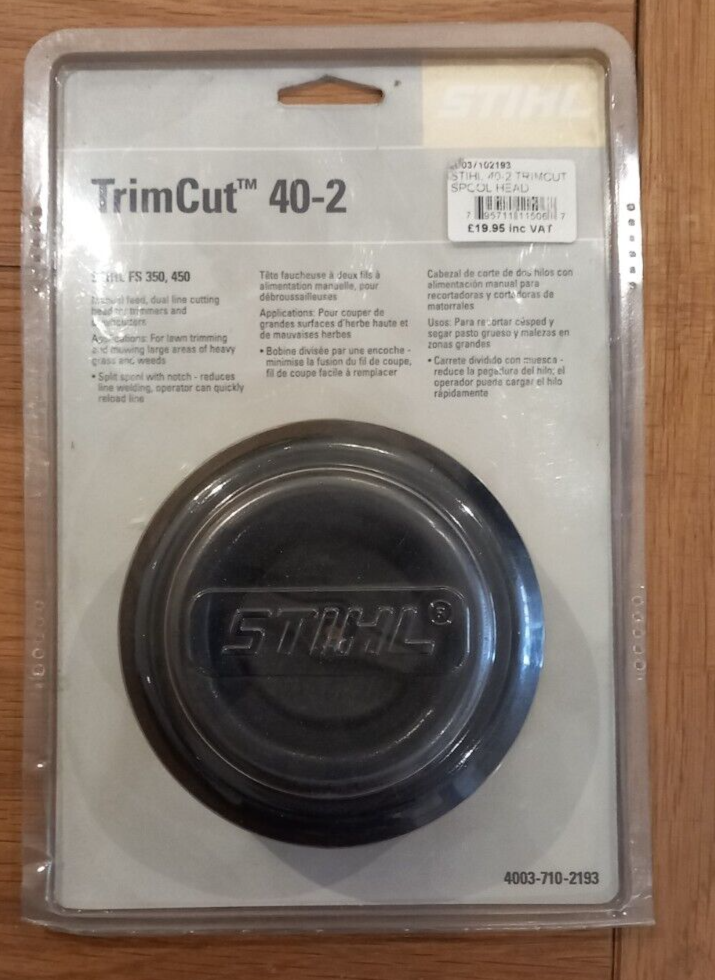 STIHL
TrimCut™ 40-2
03/102193
STIHL 40-2 TRIMCUT
SPOOL HEAD
£19.95 inc VAT
STIHL FS 350, 450
Manual feed, dual line cutting
head for trimmers and
brushcutters
Applications: For lawn trimming
and mowing large areas of heavy
grass and weeds
• Split spool with notch - reduces
line welding, operator can quickly
reload line
Tête faucheuse à deux fils à
alimentation manuelle, pour
débroussailleuses
Applications: Pour couper de
grandes surfaces d'herbe haute et
de mauvaises herbes
• Bobine divisée par une encoche -
minimise la fusion du fil de coupe,
fil de coupe facile à remplacer
Cabezal de corte de dos hilos con
alimentación manual para
recortadoras y cortadoras de
matorrales
Usos: Para recortar césped y
segar pasto grueso y malezas en
zonas grandes
• Carrete dividido con muesca -
reduce la pegadura del hilo; el
operador puede cargar el hilo
rápidamente
STIHL®
4003-710-2193